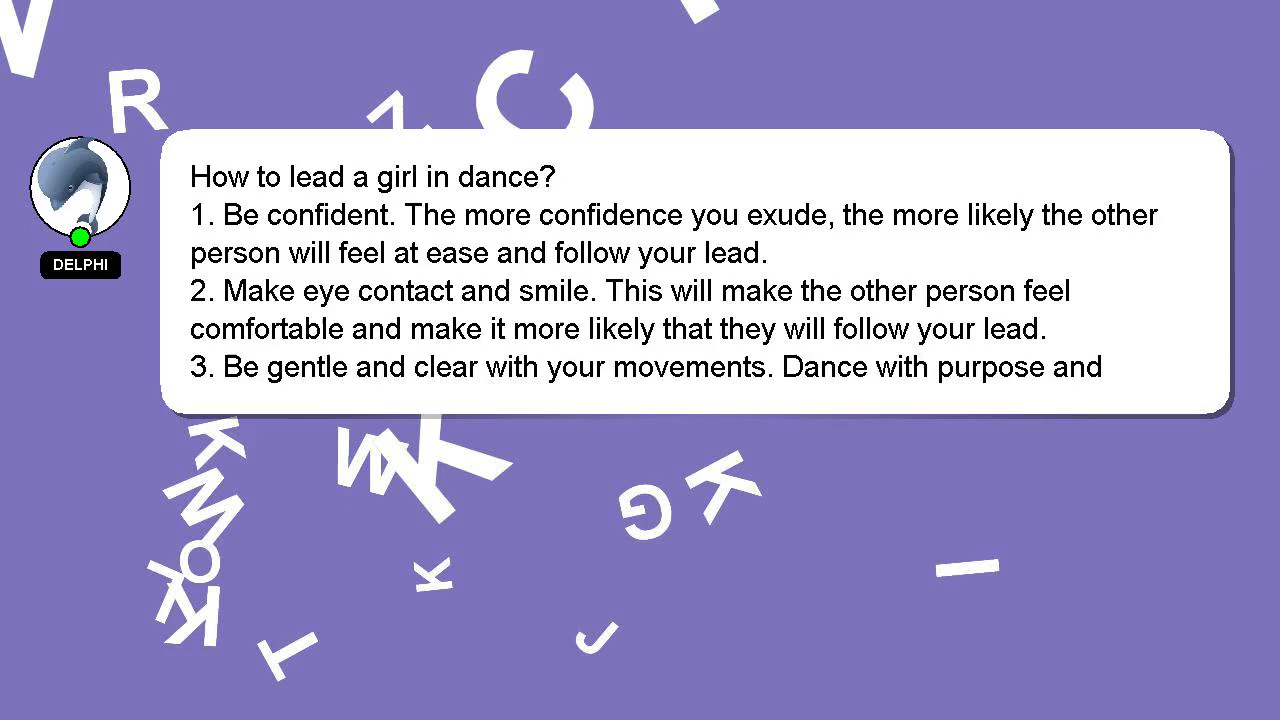 V
R
Z
C
DELPHI
How to lead a girl in dance?
1. Be confident. The more confidence you exude, the more likely the other
person will feel at ease and follow your lead.
2. Make eye contact and smile. This will make the other person feel
comfortable and make it more likely that they will follow your lead.
3. Be gentle and clear with your movements. Dance with purpose and
K
M
K
K
G
M
O
K
K
I
T
J